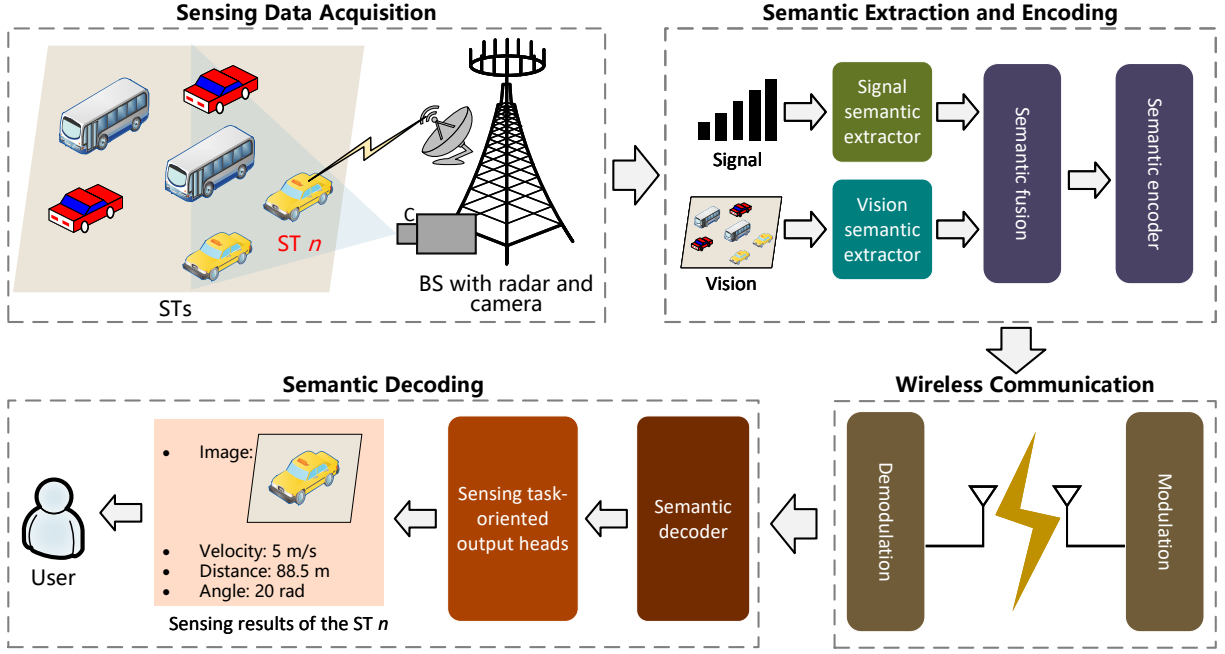 Sensing Data Acquisition
ST n
C
STs
BS with radar and
camera
Semantic Extraction and Encoding
Signal
Signal
semantic
extractor
Vision
Vision
semantic
extractor
Semantic fusion
Semantic encoder
Wireless Communication
Demodulation
Modulation
Semantic Decoding
User
• Image:
• Velocity: 5 m/s
• Distance: 88.5 m
• Angle: 20 rad
Sensing results of the ST n
Sensing task-
oriented
output heads
Semantic
decoder